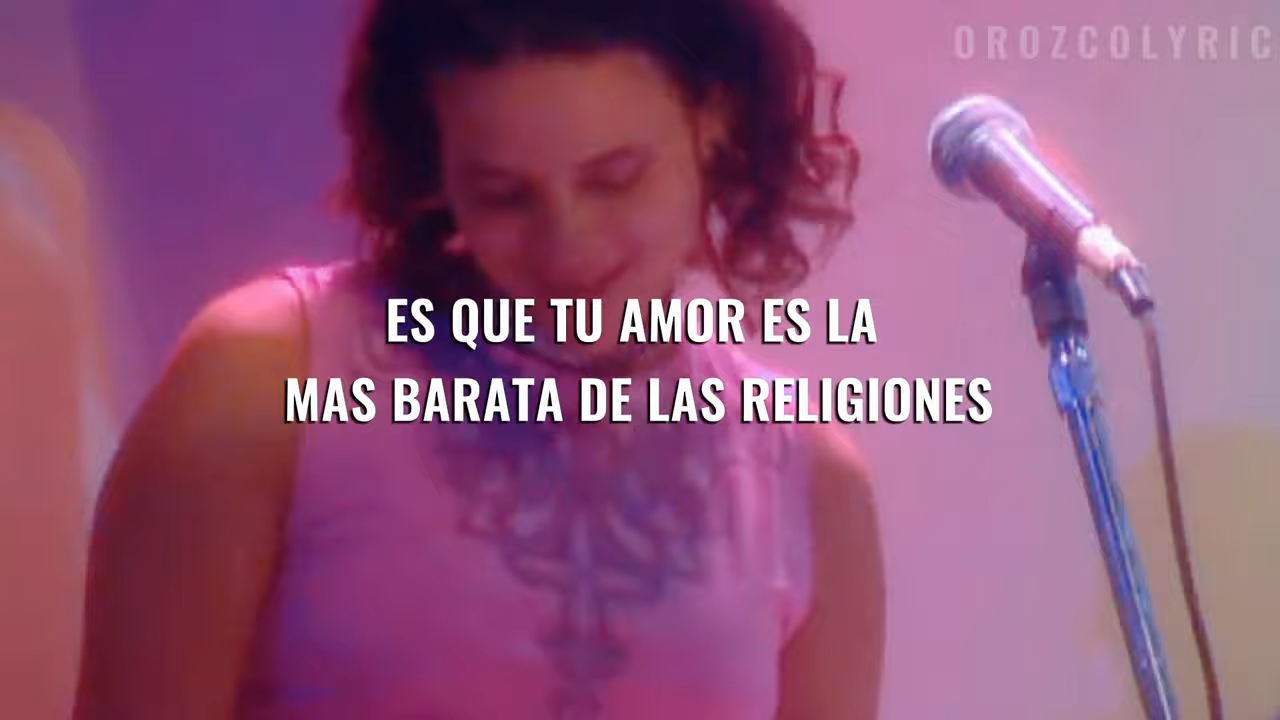 OROZCOLYRIC
ES QUE TU AMOR ES LA
MAS BARATA DE LAS RELIGIONES